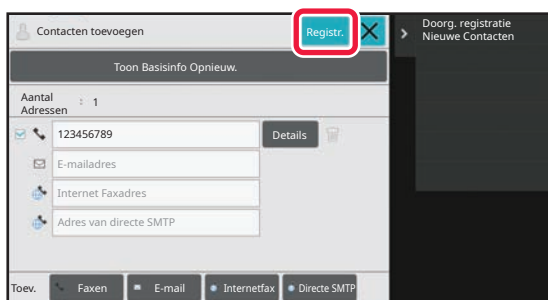 Contacten toevoegen
Registr.
Doorg. registratie
Nieuwe Contacten
Toon Basisinfo Opnieuw.
Aantal
Adressen : 1
123456789
Details
E-mailadres
Internet Faxadres
Adres van directe SMTP
Toev.
Faxen
E-mail
Internetfax
Directe SMTP